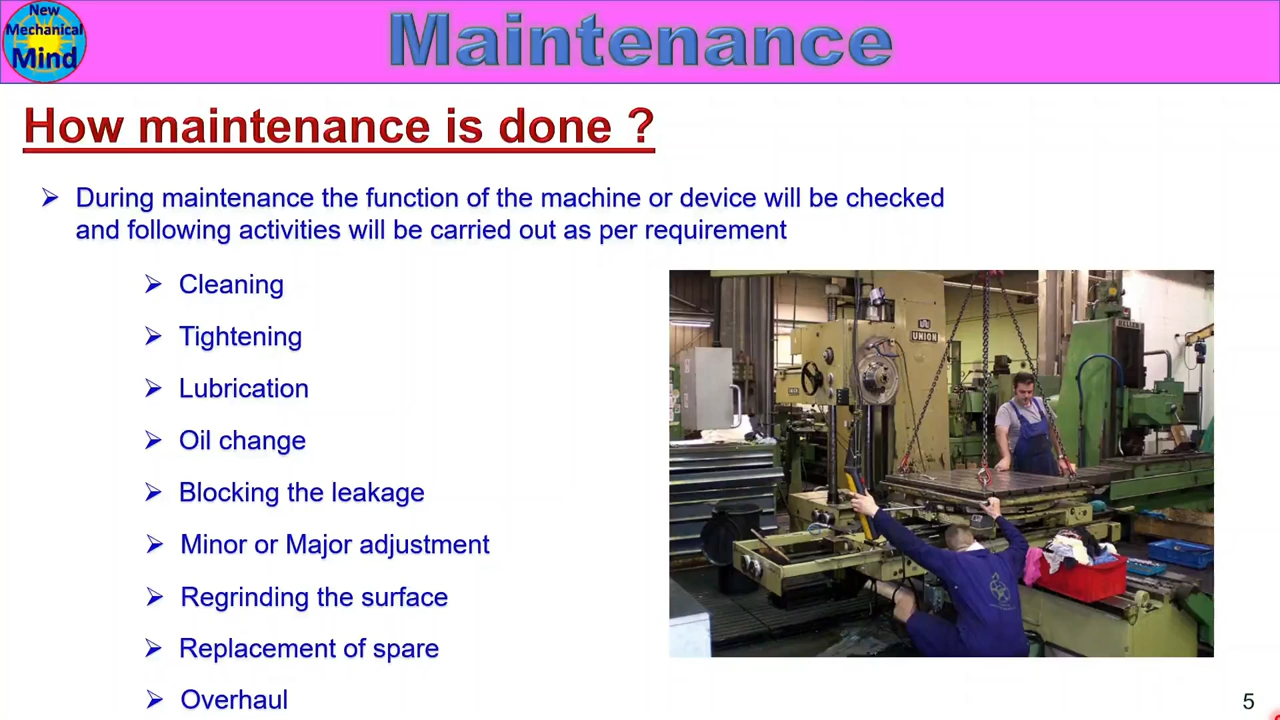 New
Mechanical
Mind
Maintenance
How maintenance is done ?
During maintenance the function of the machine or device will be checked
and following activities will be carried out as per requirement
Cleaning
Tightening
Lubrication
Oil change
Blocking the leakage
Minor or Major adjustment
Regrinding the surface
Replacement of spare
Overhaul
UNION
5